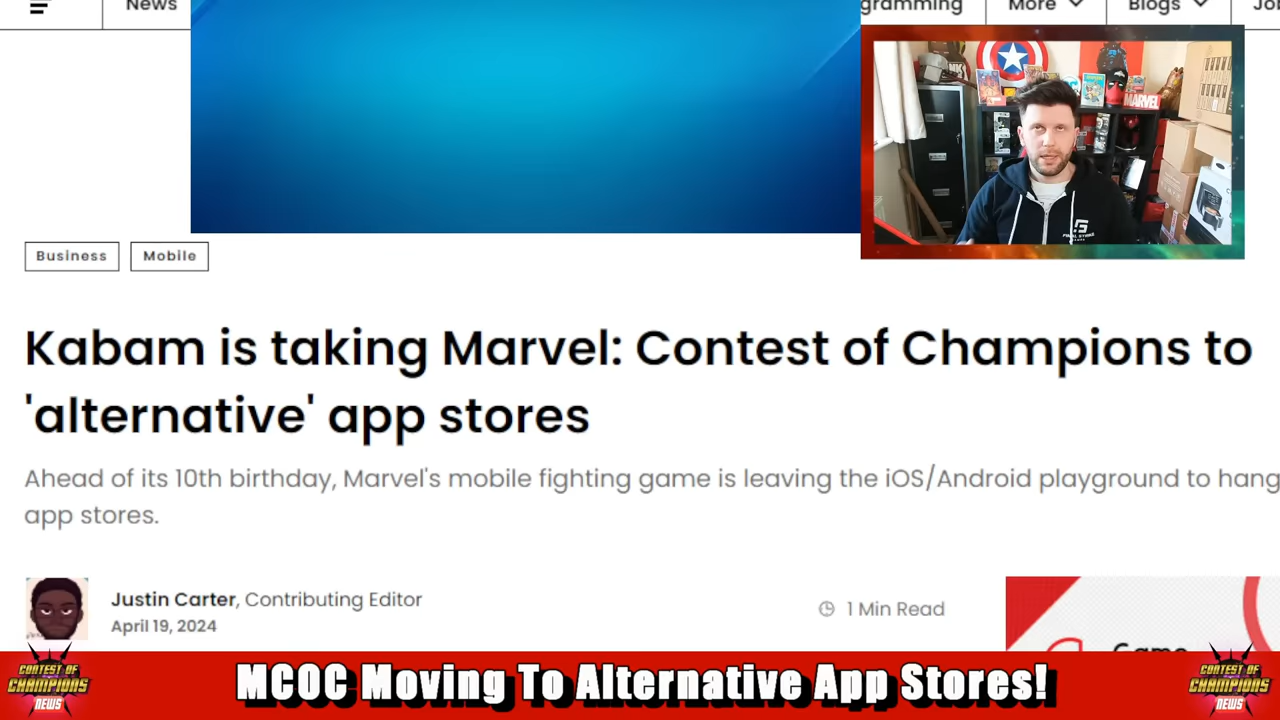 News
gramming
More
Blogs
Jo
MARVEL
Business
Mobile
Kabam is taking Marvel: Contest of Champions to
'alternative' app stores
Ahead of its 10th birthday, Marvel's mobile fighting game is leaving the iOS/Android playground to hang
app stores.
Justin Carter, Contributing Editor
April 19, 2024
1 Min Read
Game
CONTEST OF
CHAMPIONS
NEWS
MCOC Moving To Alternative App Stores!
CONTEST OF
CHAMPIONS
NEWS